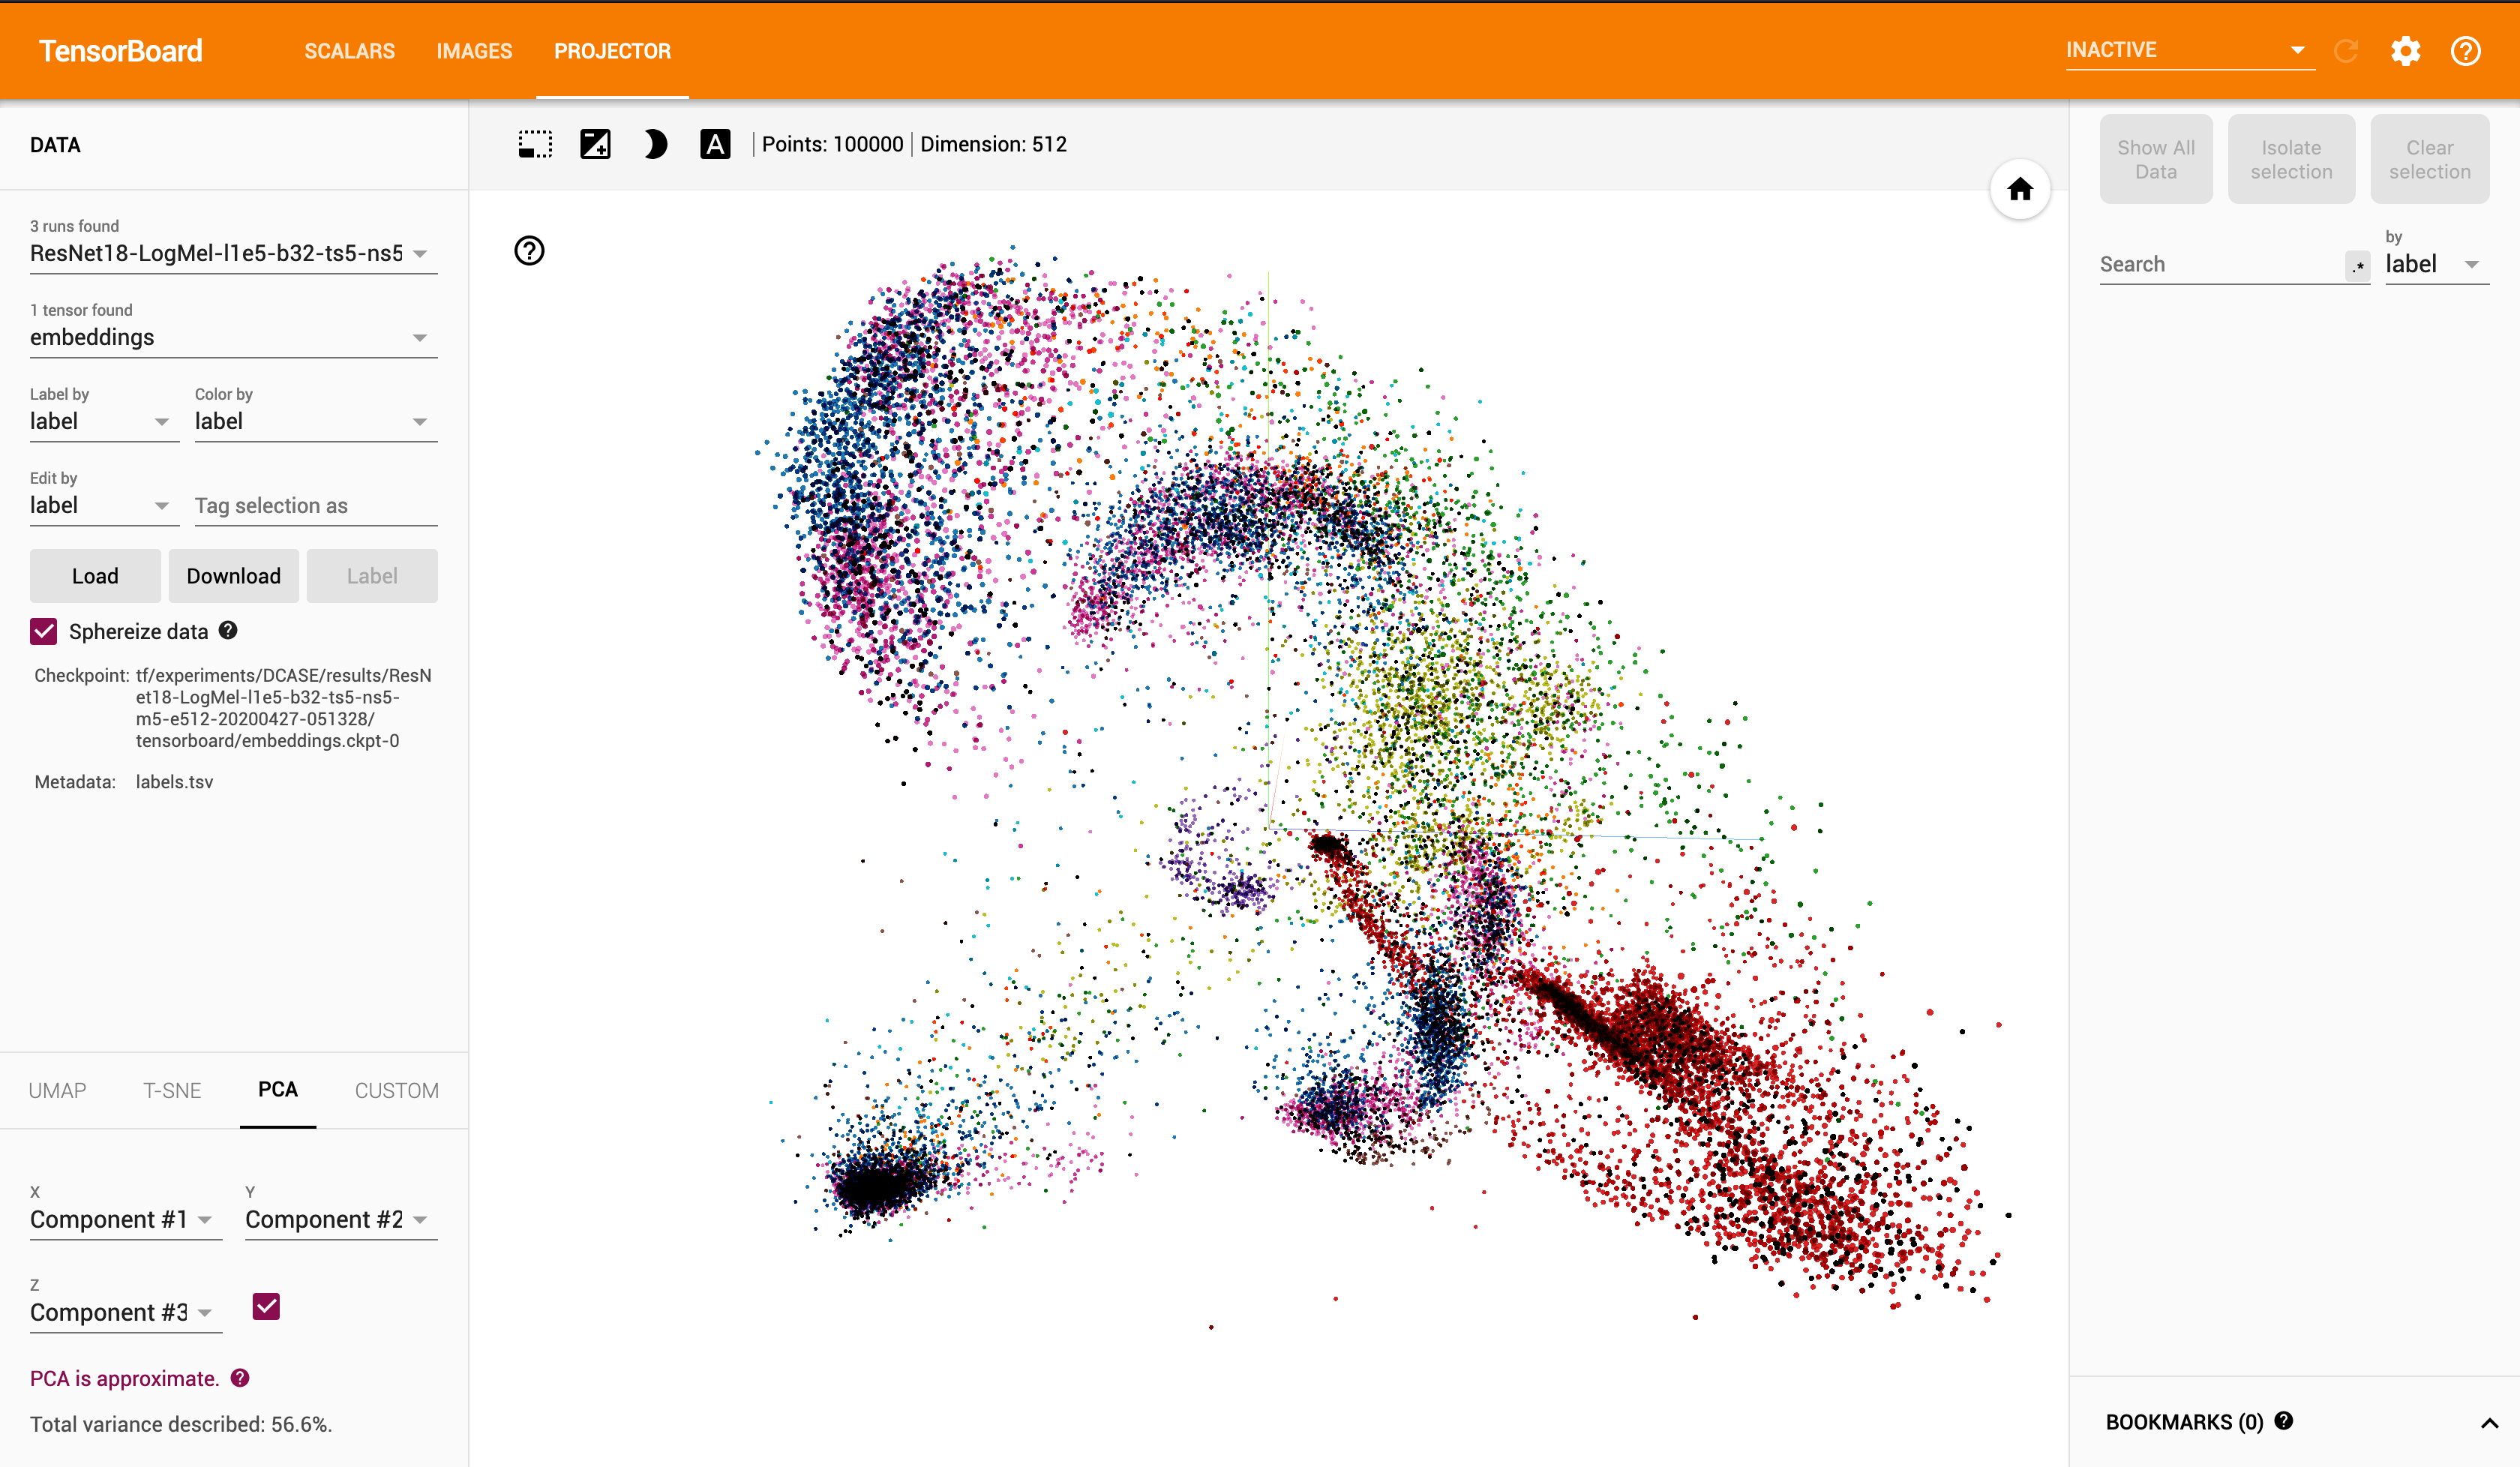 TensorBoard
SCALARS
IMAGES
PROJECTOR
INACTIVE
DATA
3 runs found
ResNet18-LogMel-l1e5-b32-ts5-ns5
1 tensor found
embeddings
Label by
Color by
label
label
Edit by
label
Tag selection as
Load
Download
Label
Sphereize data
Checkpoint: tf/experiments/DCASE/results/ResN
et18-LogMel-l1e5-b32-ts5-ns5-
m5-e512-20200427-051328/
tensorboard/embeddings.ckpt-0
Metadata: labels.tsv
UMAP
T-SNE
PCA
CUSTOM
X
Y
Component #1
Component #2
Z
Component #3
PCA is approximate.
Total variance described: 56.6%.
A
Points: 100000
Dimension: 512
Show All
Data
Isolate
selection
Clear
selection
Search
.*
by
label
BOOKMARKS (0)